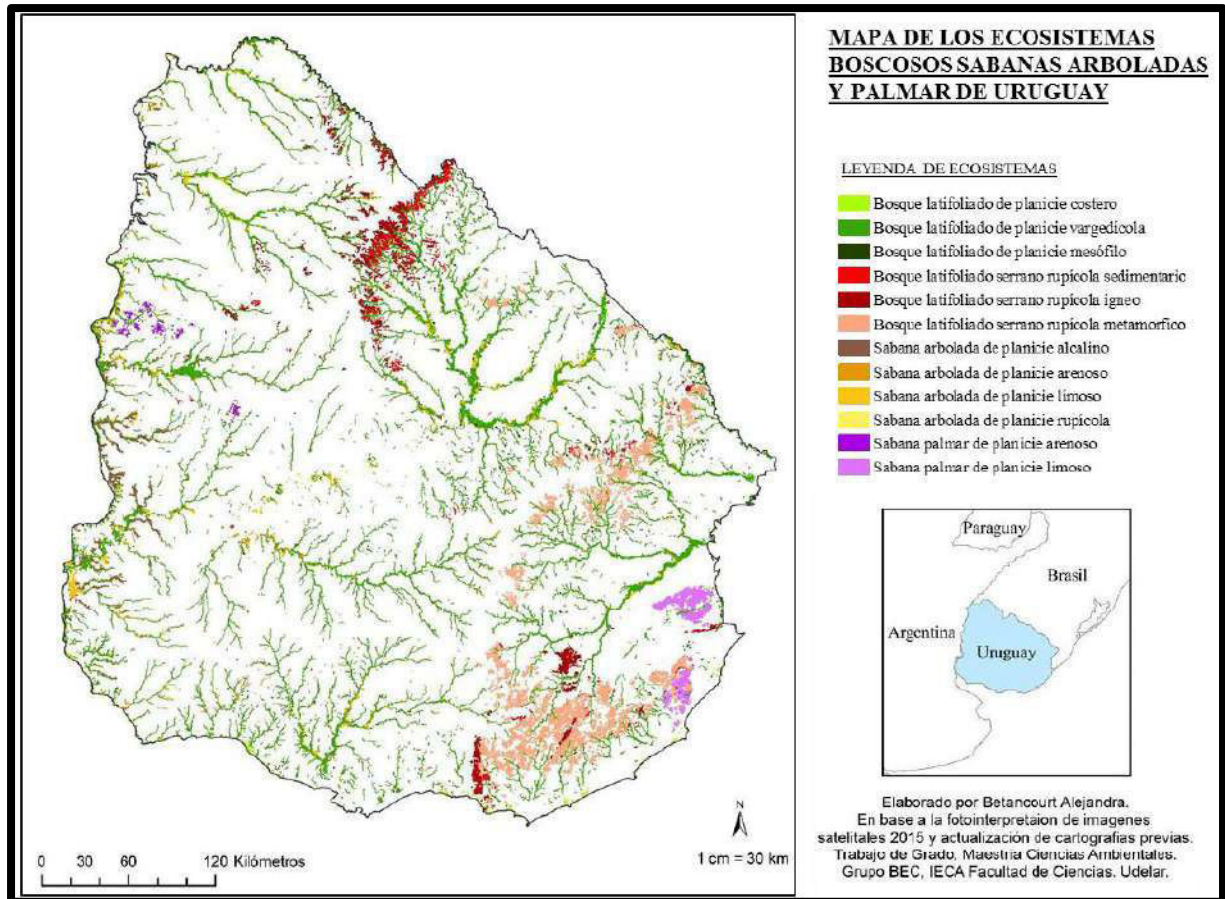 MAPA DE LOS ECOSISTEMAS
BOSCOSOS SABANAS ARBOLADAS
Y PALMAR DE URUGUAY
LEYENDA DE ECOSISTEMAS
Bosque latifoliado de planicie costero
Bosque latifoliado de planicie vargedícola
Bosque latifoliado de planicie mesófilo
Bosque latifoliado serrano rupícola sedimentaric
Bosque latifoliado serrano rupícola igneo
Bosque latifoliado serrano rupícola metamorfico
Sabana arbolada de planicie alcalino
Sabana arbolada de planicie arenoso
Sabana arbolada de planicie limoso
Sabana arbolada de planicie rupícola
Sabana palmar de planicie arenoso
Sabana palmar de planicie limoso
Paraguay
Brasil
Argentina
Uruguay
Elaborado por Betancourt Alejandra.
En base a la fotointerpretaion de imagenes
satelitales 2015 y actualización de cartografias previas.
Trabajo de Grado, Maestria Ciencias Ambientales.
Grupo BEC, IECA Facultad de Ciencias. Udelar.
N
0 30 60 120 Kilómetros
1 cm = 30 km